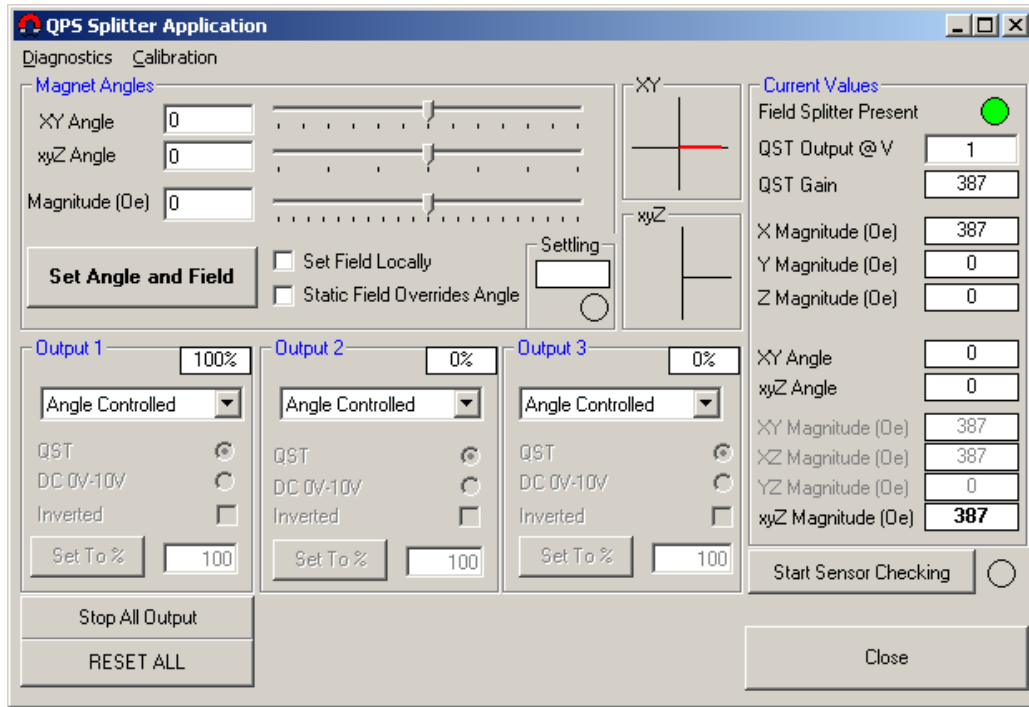 QPS Splitter Application
Diagnostics Calibration
Magnet Angles
XY Angle 0
xyZ Angle 0
Magnitude (Oe) 0
Set Angle and Field
Set Field Locally
Static Field Overrides Angle
Settling
XY
xyZ
Current Values
Field Splitter Present
QST Output @ V 1
QST Gain 387
X Magnitude (Oe) 387
Y Magnitude (Oe) 0
Z Magnitude (Oe) 0
XY Angle 0
xyZ Angle 0
XY Magnitude (Oe) 387
XZ Magnitude (Oe) 387
YZ Magnitude (Oe) 0
xyZ Magnitude (Oe) 387
Output 1 100%
Angle Controlled
QST
DC 0V-10V
Inverted
Set To % 100
Output 2 0%
Angle Controlled
QST
DC 0V-10V
Inverted
Set To % 100
Output 3 0%
Angle Controlled
QST
DC 0V-10V
Inverted
Set To % 100
Start Sensor Checking
Stop All Output
RESET ALL
Close